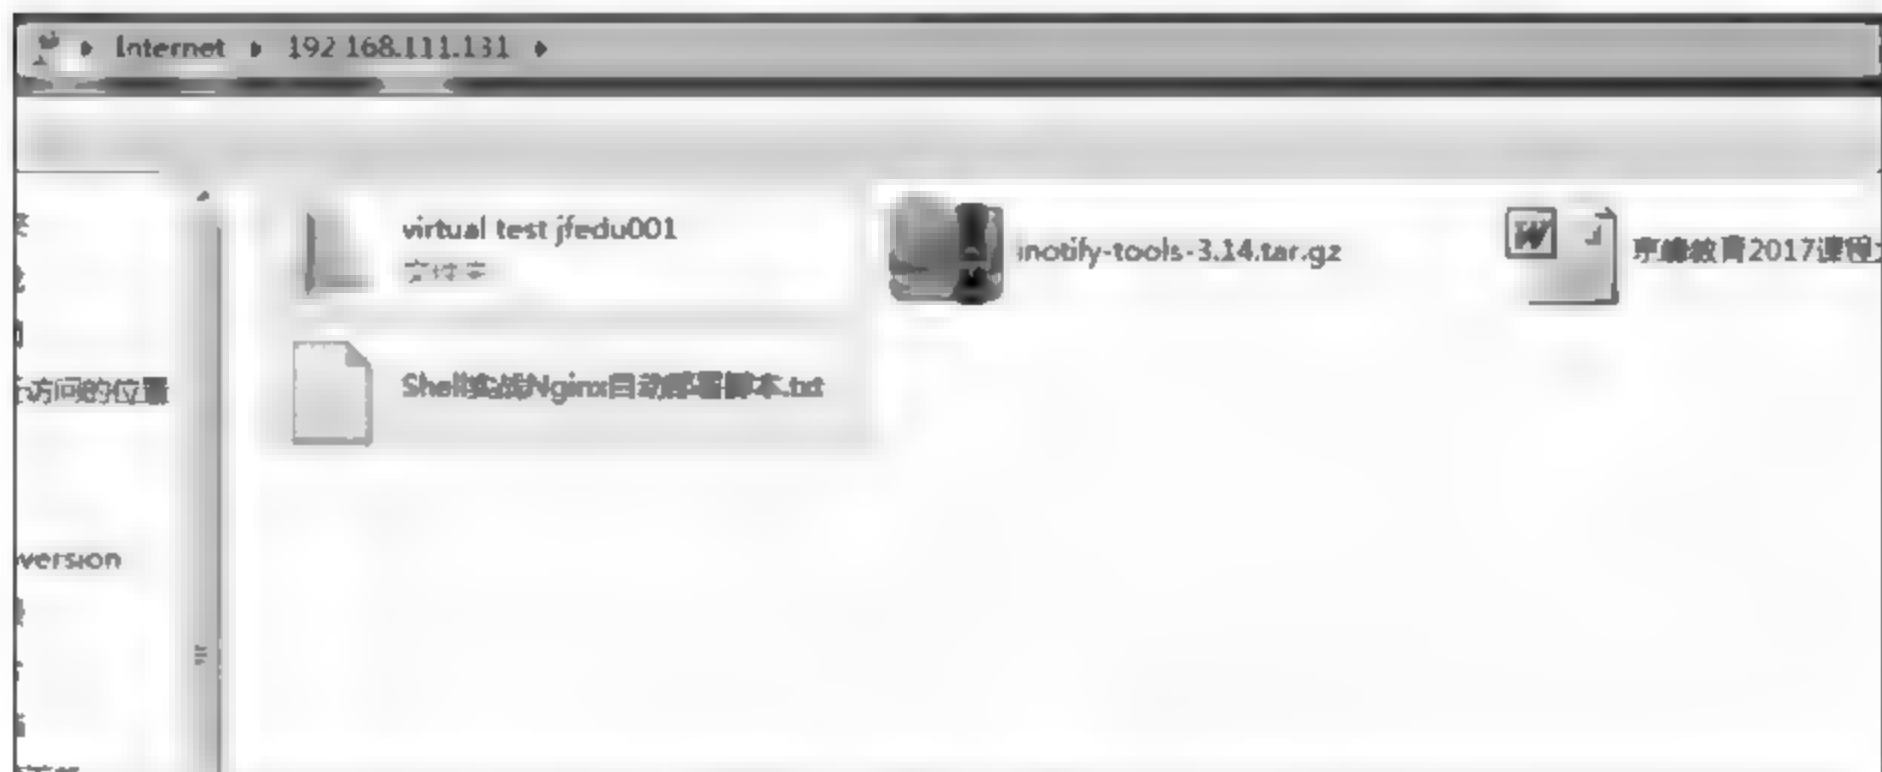 Internet 192.168.111.131
virtual test jfedu001
文件夹
inotify-tools-3.14.tar.gz
京峰教育2017课程
访问的位置
Shell实战Nginx自动部署脚本.txt
version